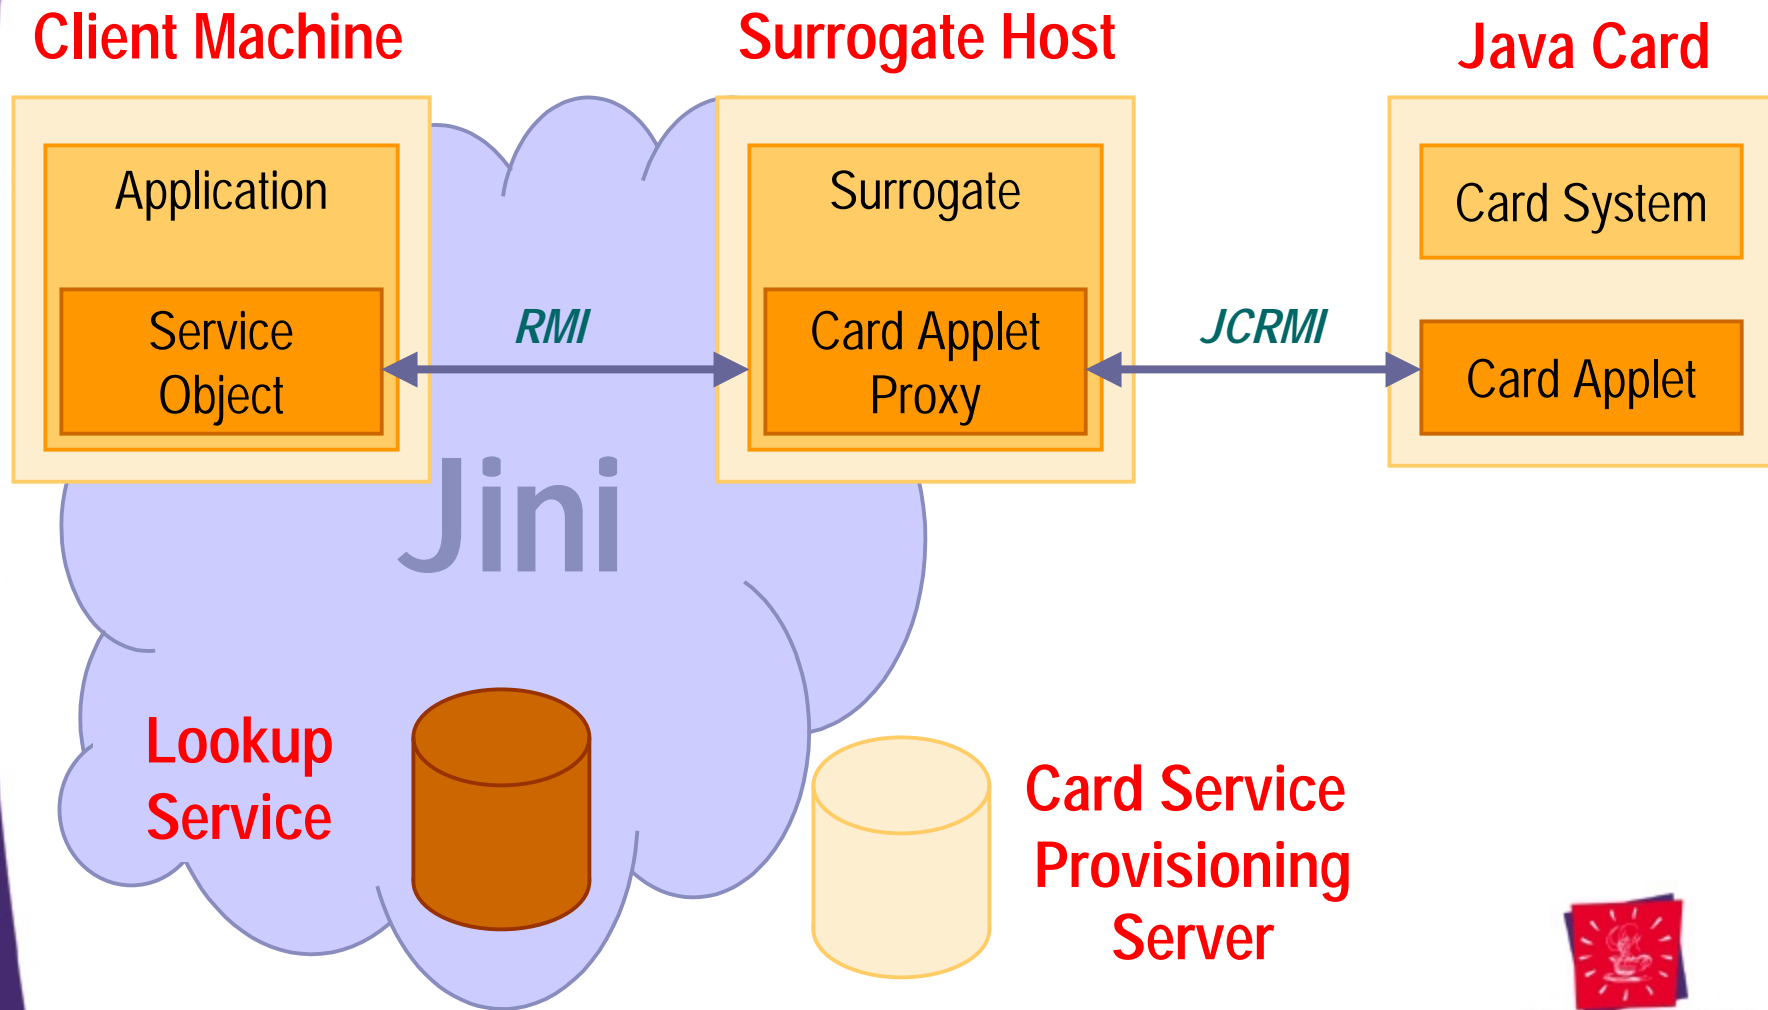 Client Machine
Surrogate Host
Java Card
Application
Surrogate
Card System
Service
Object
RMI
Card Applet
Proxy
JCRMI
Card Applet
Jini
Lookup
Service
Card Service
Provisioning
Server